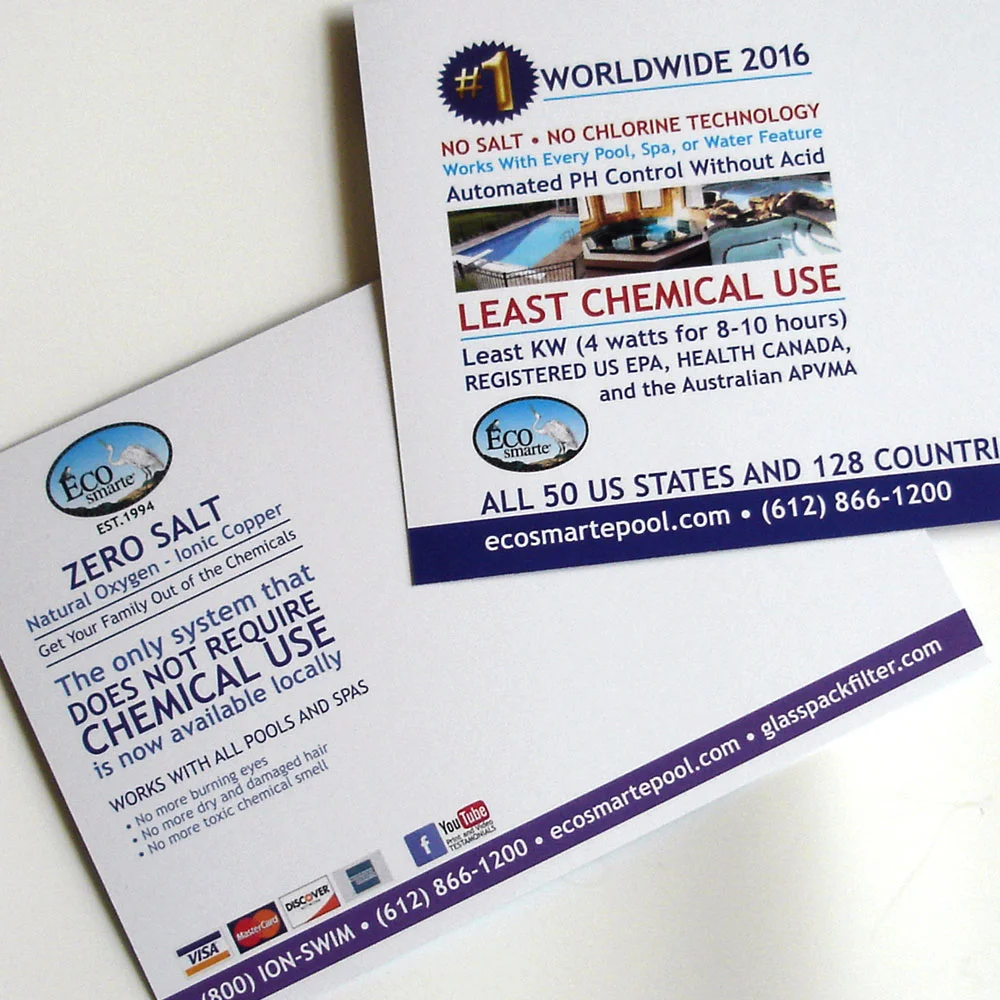 #1 WORLDWIDE 2016
NO SALT • NO CHLORINE TECHNOLOGY
Works With Every Pool, Spa, or Water Feature
Automated PH Control Without Acid
LEAST CHEMICAL USE
Least KW (4 watts for 8-10 hours)
REGISTERED US EPA, HEALTH CANADA,
and the Australian APVMA
ECO
smarte
ALL 50 US STATES AND 128 COUNTRI
ecosmartepool.com • (612) 866-1200
ECO
smarte
EST.1994
ZERO SALT
Natural Oxygen - Ionic Copper
Get Your Family Out of the Chemicals
The only system that
DOES NOT REQUIRE
CHEMICAL USE
is now available locally
WORKS WITH ALL POOLS AND SPAS
• No more burning eyes
• No more dry and damaged hair
• No more toxic chemical smell
VISA
MasterCard
DISCOVER
f
YouTube
Print and Video
TESTAMONIALS
(800) ION-SWIM • (612) 866-1200 • ecosmartepool.com • glasspackfilter.com